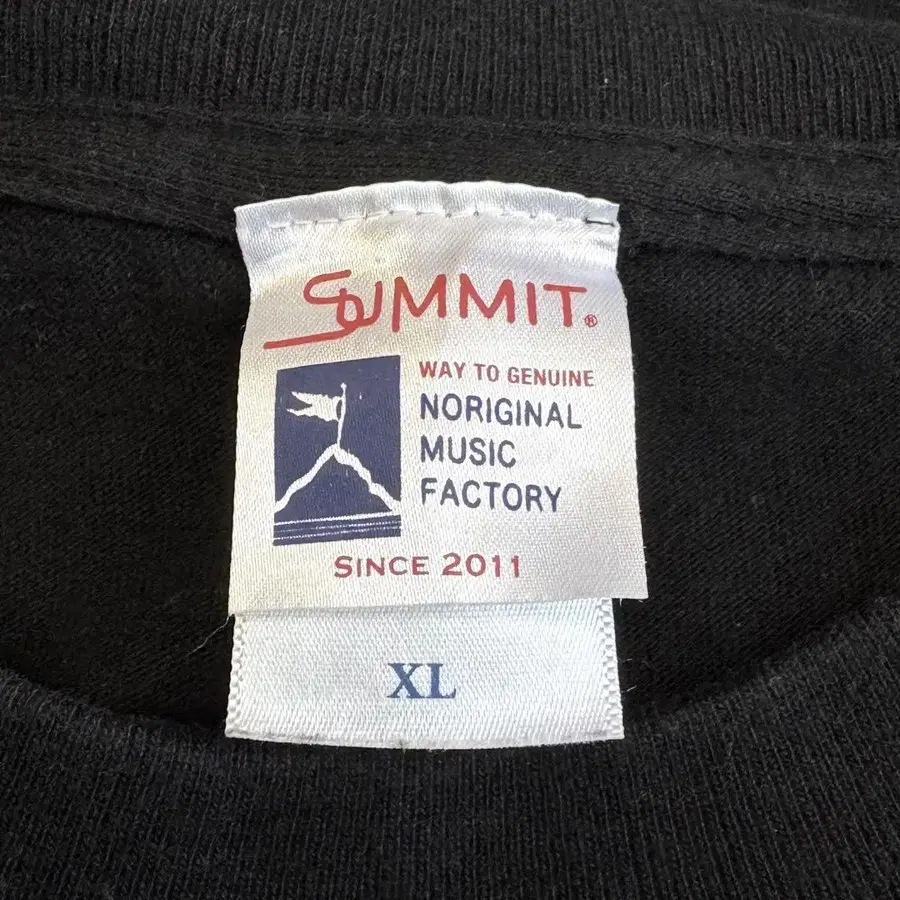 SUMMIT®
WAY TO GENUINE
NORIGINAL
MUSIC
FACTORY
SINCE 2011
XL